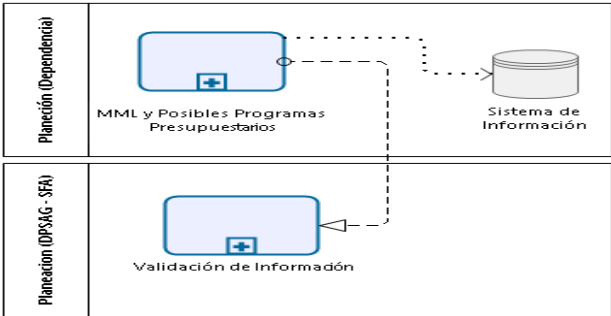 Planeción (Dependencia)
MML y Posibles Programas
Presupuestarios
Sistema de
Información
Planeacion (DPSAG - SFA)
Validación de Información